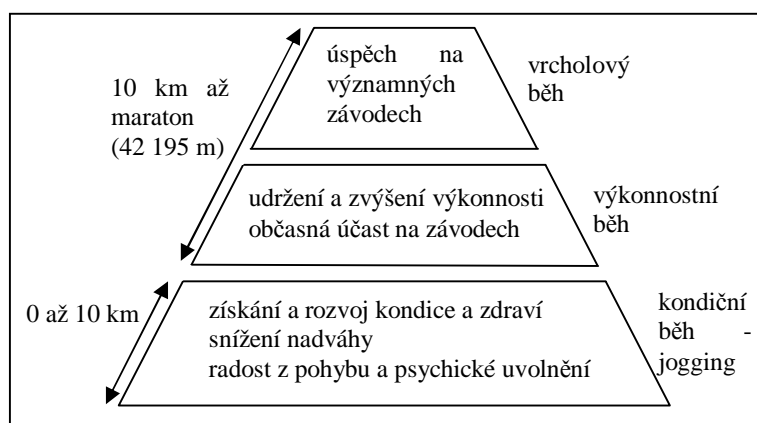 úspěch na
významných
závodech
vrcholový
běh
10 km až
maraton
(42 195 m)
udržení a zvýšení výkonnosti
občasná účast na závodech
výkonnostní
běh
0 až 10 km
získání a rozvoj kondice a zdraví
snížení nadváhy
radost z pohybu a psychické uvolnění
kondiční
běh -
jogging